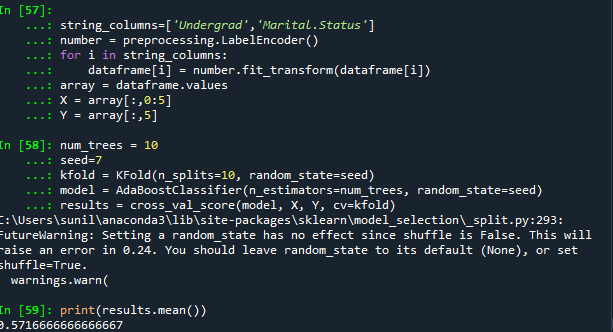 In [57]:
...: string_columns=['Undergrad','Marital.Status']
...: number = preprocessing.LabelEncoder()
...: for i in string_columns:
...:     dataframe[i] = number.fit_transform(dataframe[i])
...: array = dataframe.values
...: X = array[:,0:5]
...: Y = array[:,5]
In [58]: num_trees = 10
...: seed=7
...: kfold = KFold(n_splits=10, random_state=seed)
...: model = AdaBoostClassifier(n_estimators=num_trees, random_state=seed)
...: results = cross_val_score(model, X, Y, cv=kfold)
C:\Users\sunil\anaconda3\lib\site-packages\sklearn\model_selection\_split.py:293:
FutureWarning: Setting a random_state has no effect since shuffle is False. This will
raise an error in 0.24. You should leave random_state to its default (None), or set
shuffle=True.
warnings.warn(
In [59]: print(results.mean())
0.5716666666666667